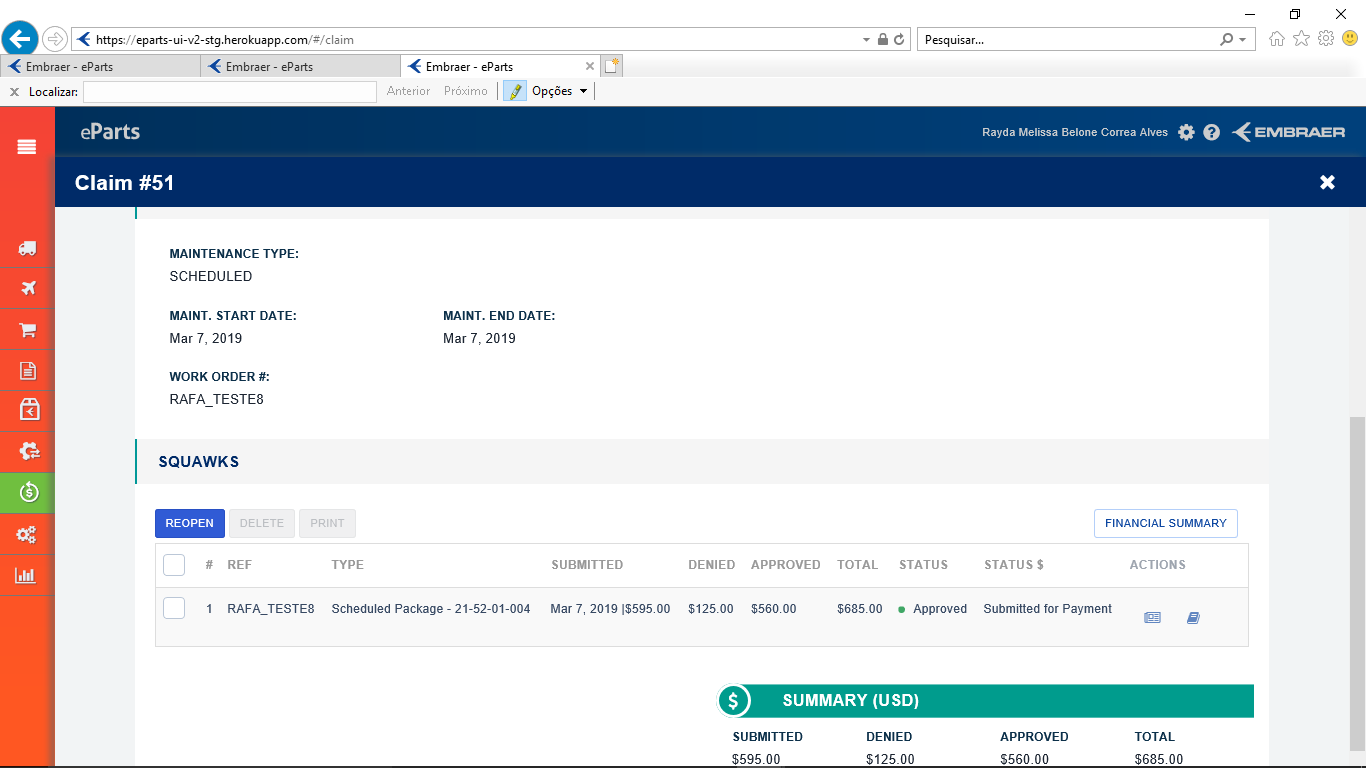 https://eparts-ui-v2-stg.herokuapp.com/#/claim
Pesquisar...
Embraer - eParts
Embraer - eParts
Embraer - eParts
Localizar:
Anterior
Próximo
Opções
eParts
Rayda Melissa Belone Correa Alves
EMBRAER
Claim #51
MAINTENANCE TYPE:
SCHEDULED
MAINT. START DATE: MAINT. END DATE:
Mar 7, 2019 Mar 7, 2019
WORK ORDER #:
RAFA_TESTE8
SQUAWKS
REOPEN DELETE PRINT FINANCIAL SUMMARY
# REF TYPE SUBMITTED DENIED APPROVED TOTAL STATUS STATUS $ ACTIONS
1 RAFA_TESTE8 Scheduled Package - 21-52-01-004 Mar 7, 2019 |$595.00 $125.00 $560.00 $685.00 Approved Submitted for Payment
$ SUMMARY (USD)
SUBMITTED DENIED APPROVED TOTAL
$595.00 $125.00 $560.00 $685.00